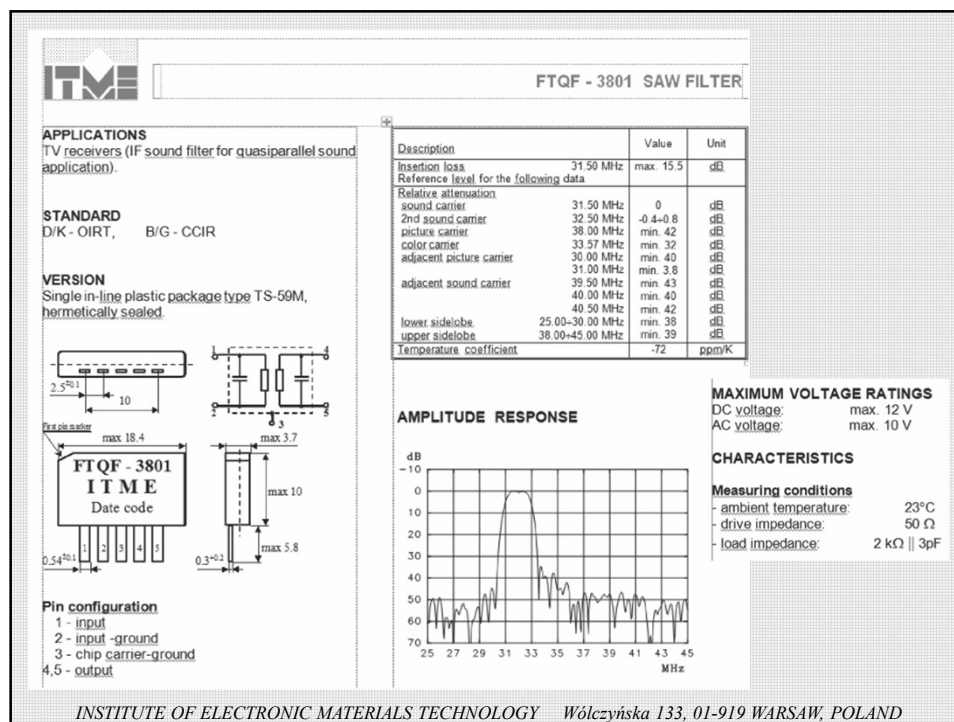 ITME
FTQF - 3801 SAW FILTER
APPLICATIONS
TV receivers (IF sound filter for quasiparallel sound
application).
STANDARD
D/K - OIRT, B/G - CCIR
VERSION
Single in-line plastic package type TS-59M,
hermetically sealed.
1 4
2 5
3
2.5±0.1
10
First pin marker
max 18.4
max 3.7
FTQF - 3801
ITME
Date code
max 10
1 2 3 4 5
0.54±0.1
0.3+0.2
max 5.8
Pin configuration
1 - input
2 - input -ground
3 - chip carrier-ground
4,5 - output
Description Value Unit
Insertion loss 31.50 MHz max. 15.5 dB
Reference level for the following data
Relative attenuation
sound carrier 31.50 MHz 0 dB
2nd sound carrier 32.50 MHz -0.4÷0.8 dB
picture carrier 38.00 MHz min. 42 dB
color carrier 33.57 MHz min. 32 dB
adjacent picture carrier 30.00 MHz min. 40 dB
31.00 MHz min. 3.8 dB
adjacent sound carrier 39.50 MHz min. 43 dB
40.00 MHz min. 40 dB
40.50 MHz min. 42 dB
lower sidelobe 25.00÷30.00 MHz min. 38 dB
upper sidelobe 38.00÷45.00 MHz min. 39 dB
Temperature coefficient -72 ppm/K
AMPLITUDE RESPONSE
dB
-10
0
10
20
30
40
50
60
70
25 27 29 31 33 35 37 39 41 43 45
MHz
MAXIMUM VOLTAGE RATINGS
DC voltage: max. 12 V
AC voltage: max. 10 V
CHARACTERISTICS
Measuring conditions
- ambient temperature: 23°C
- drive impedance: 50 Ω
- load impedance: 2 kΩ || 3pF
INSTITUTE OF ELECTRONIC MATERIALS TECHNOLOGY Wólczyńska 133, 01-919 WARSAW, POLAND